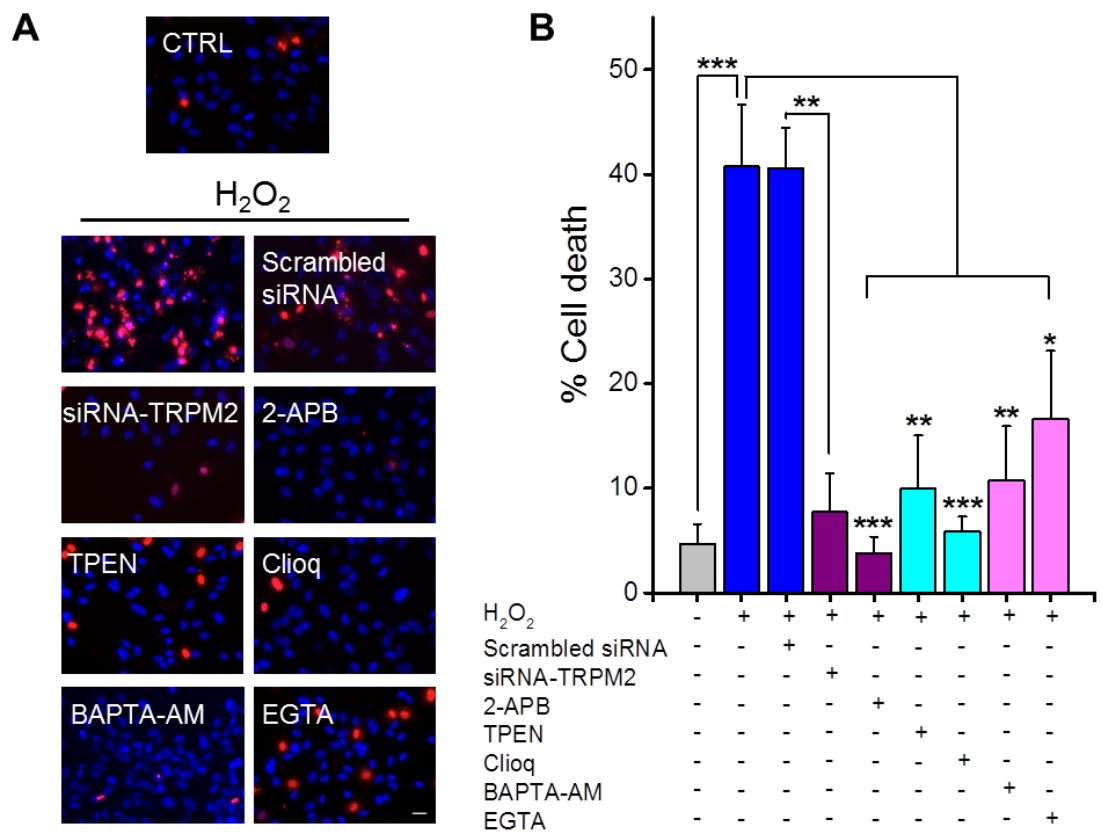 A
CTRL
H₂O₂
Scrambled
siRNA
siRNA-TRPM2
2-APB
TPEN
Clioq
BAPTA-AM
EGTA
B
% Cell death
50
40
30
20
10
0
***
**
***
**
***
**
*
H₂O₂ - + + + + + + + +
Scrambled siRNA - - + - - - - - -
siRNA-TRPM2 - - - + - - - - -
2-APB - - - - + - - - -
TPEN - - - - - + - - -
Clioq - - - - - - + - -
BAPTA-AM - - - - - - - + -
EGTA - - - - - - - - +